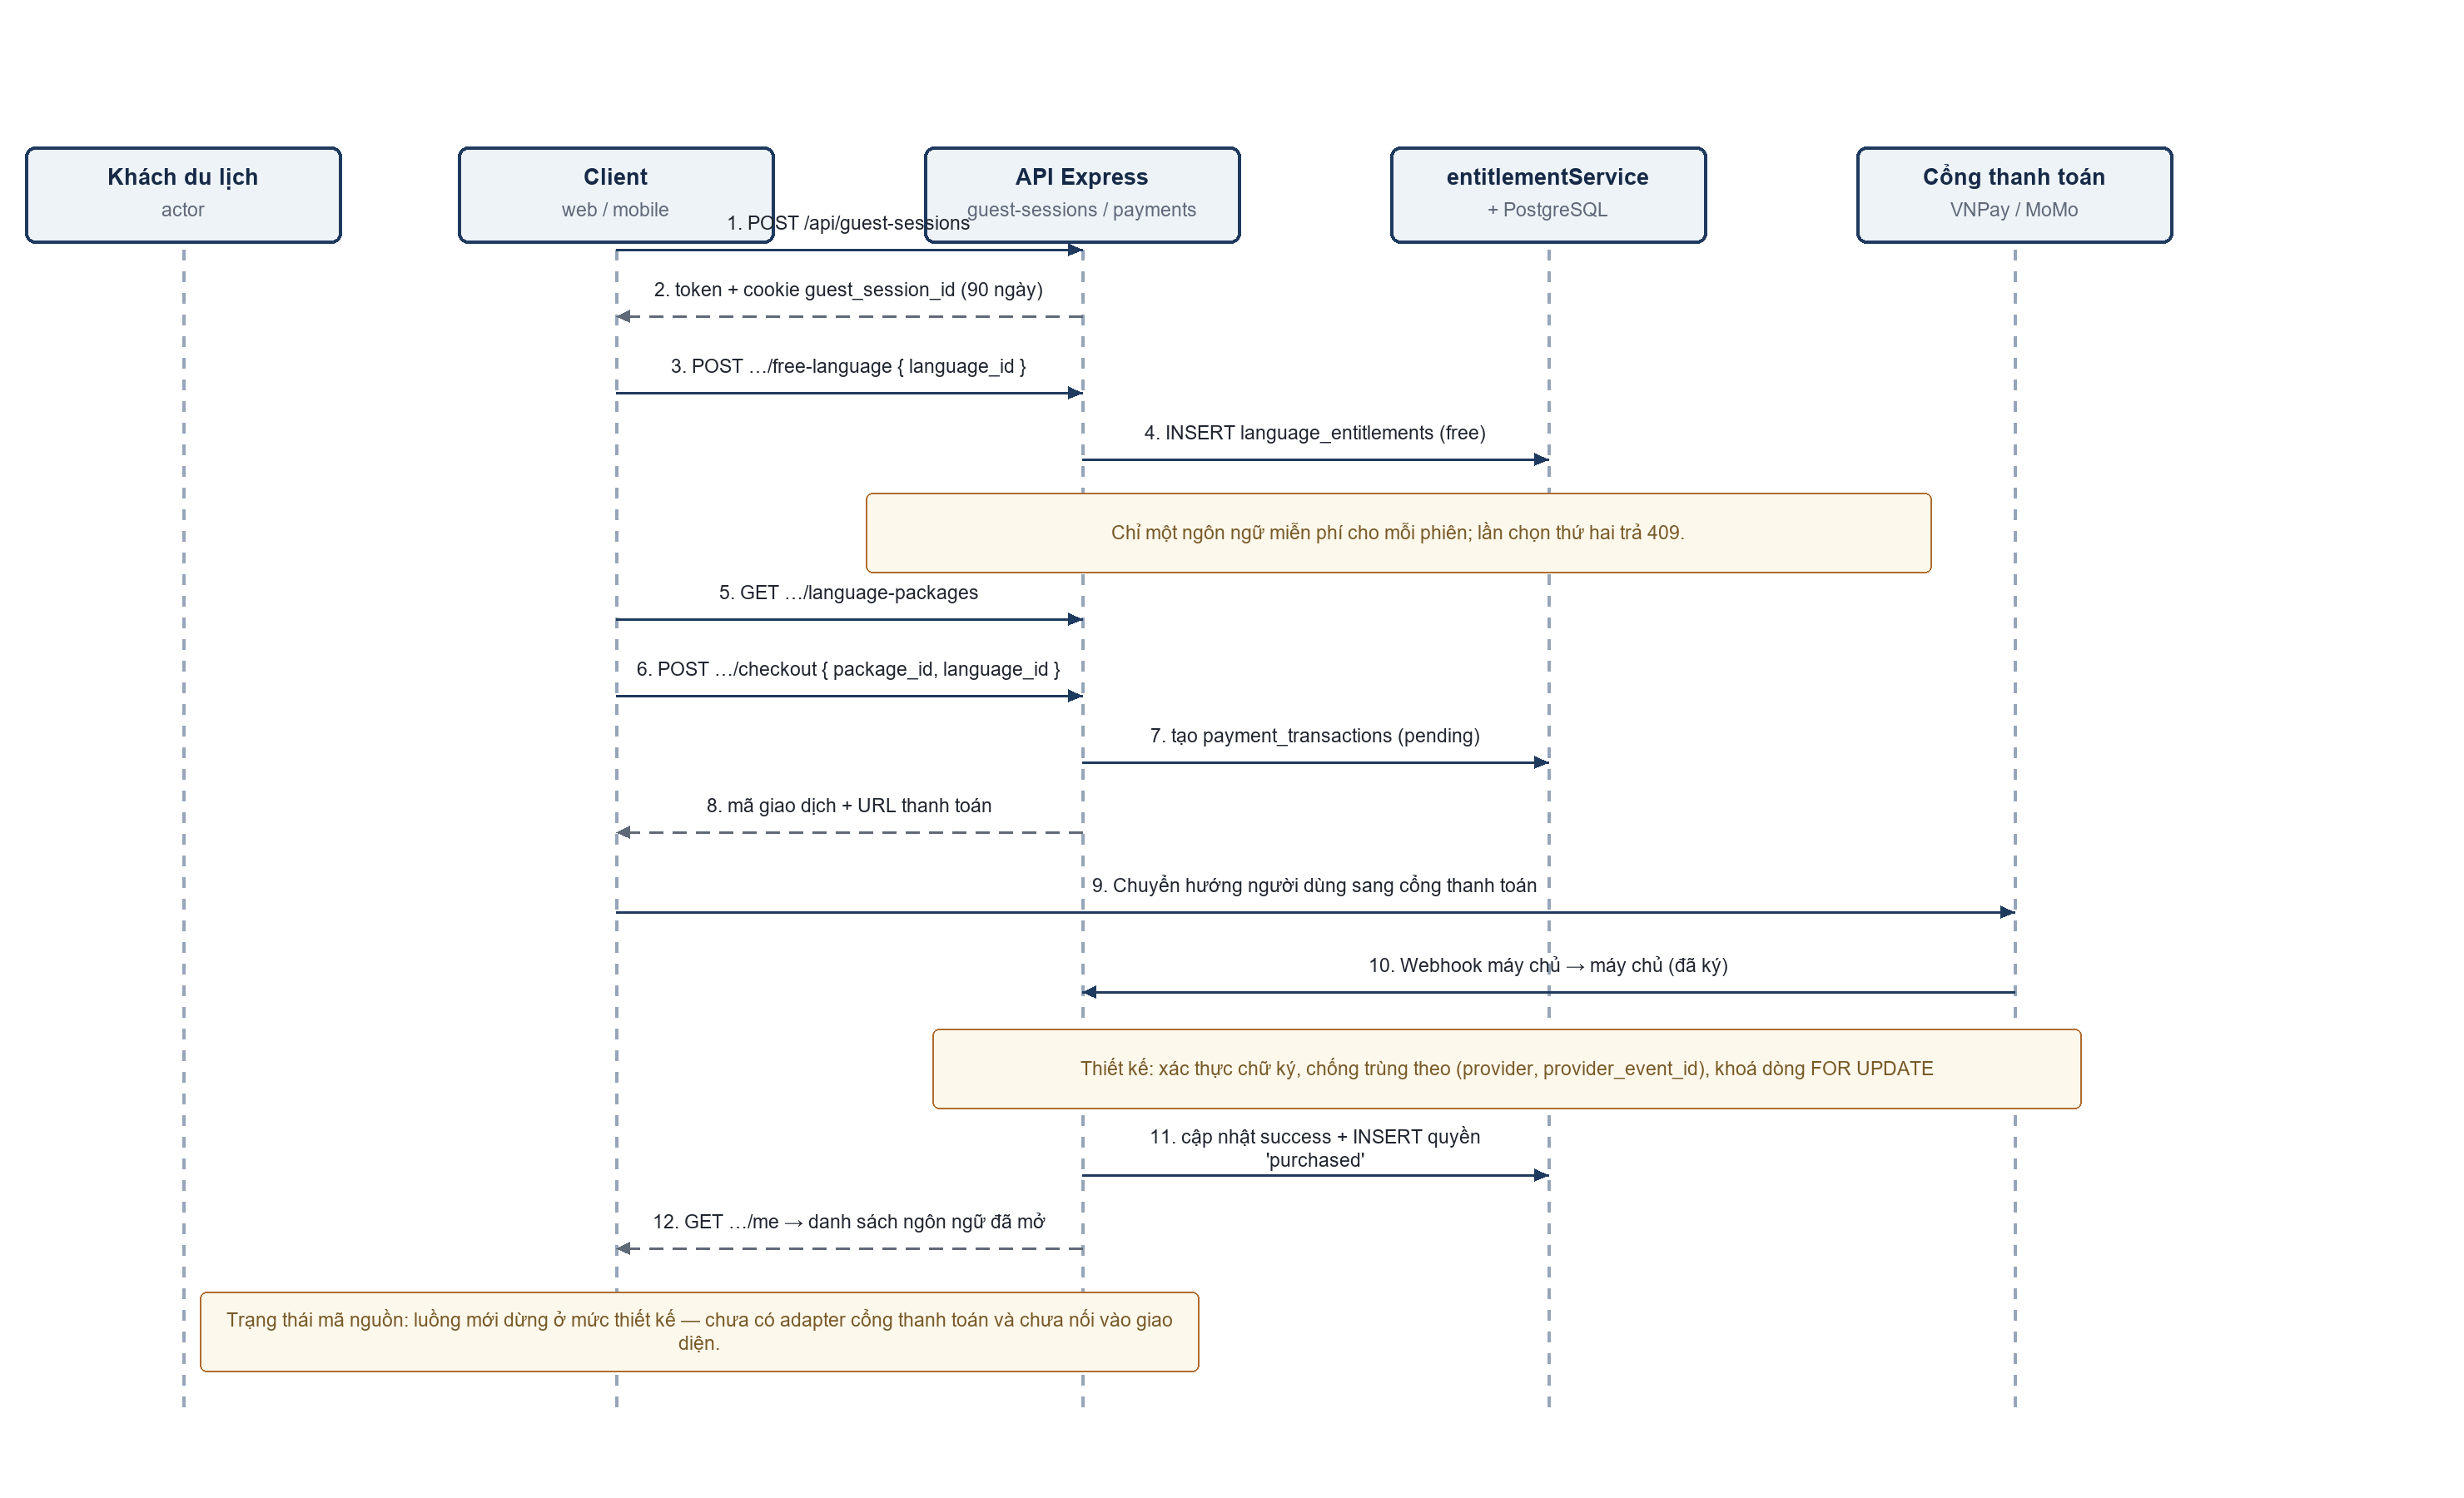 Khách du lịch
actor
Client
web / mobile
API Express
guest-sessions / payments
entitlementService
+ PostgreSQL
Cổng thanh toán
VNPay / MoMo
1. POST /api/guest-sessions
2. token + cookie guest_session_id (90 ngày)
3. POST …/free-language { language_id }
4. INSERT language_entitlements (free)
Chỉ một ngôn ngữ miễn phí cho mỗi phiên; lần chọn thứ hai trả 409.
5. GET …/language-packages
6. POST …/checkout { package_id, language_id }
7. tạo payment_transactions (pending)
8. mã giao dịch + URL thanh toán
9. Chuyển hướng người dùng sang cổng thanh toán
10. Webhook máy chủ → máy chủ (đã ký)
Thiết kế: xác thực chữ ký, chống trùng theo (provider, provider_event_id), khoá dòng FOR UPDATE
11. cập nhật success + INSERT quyền
'purchased'
12. GET …/me → danh sách ngôn ngữ đã mở
Trạng thái mã nguồn: luồng mới dừng ở mức thiết kế — chưa có adapter cổng thanh toán và chưa nối vào giao
diện.